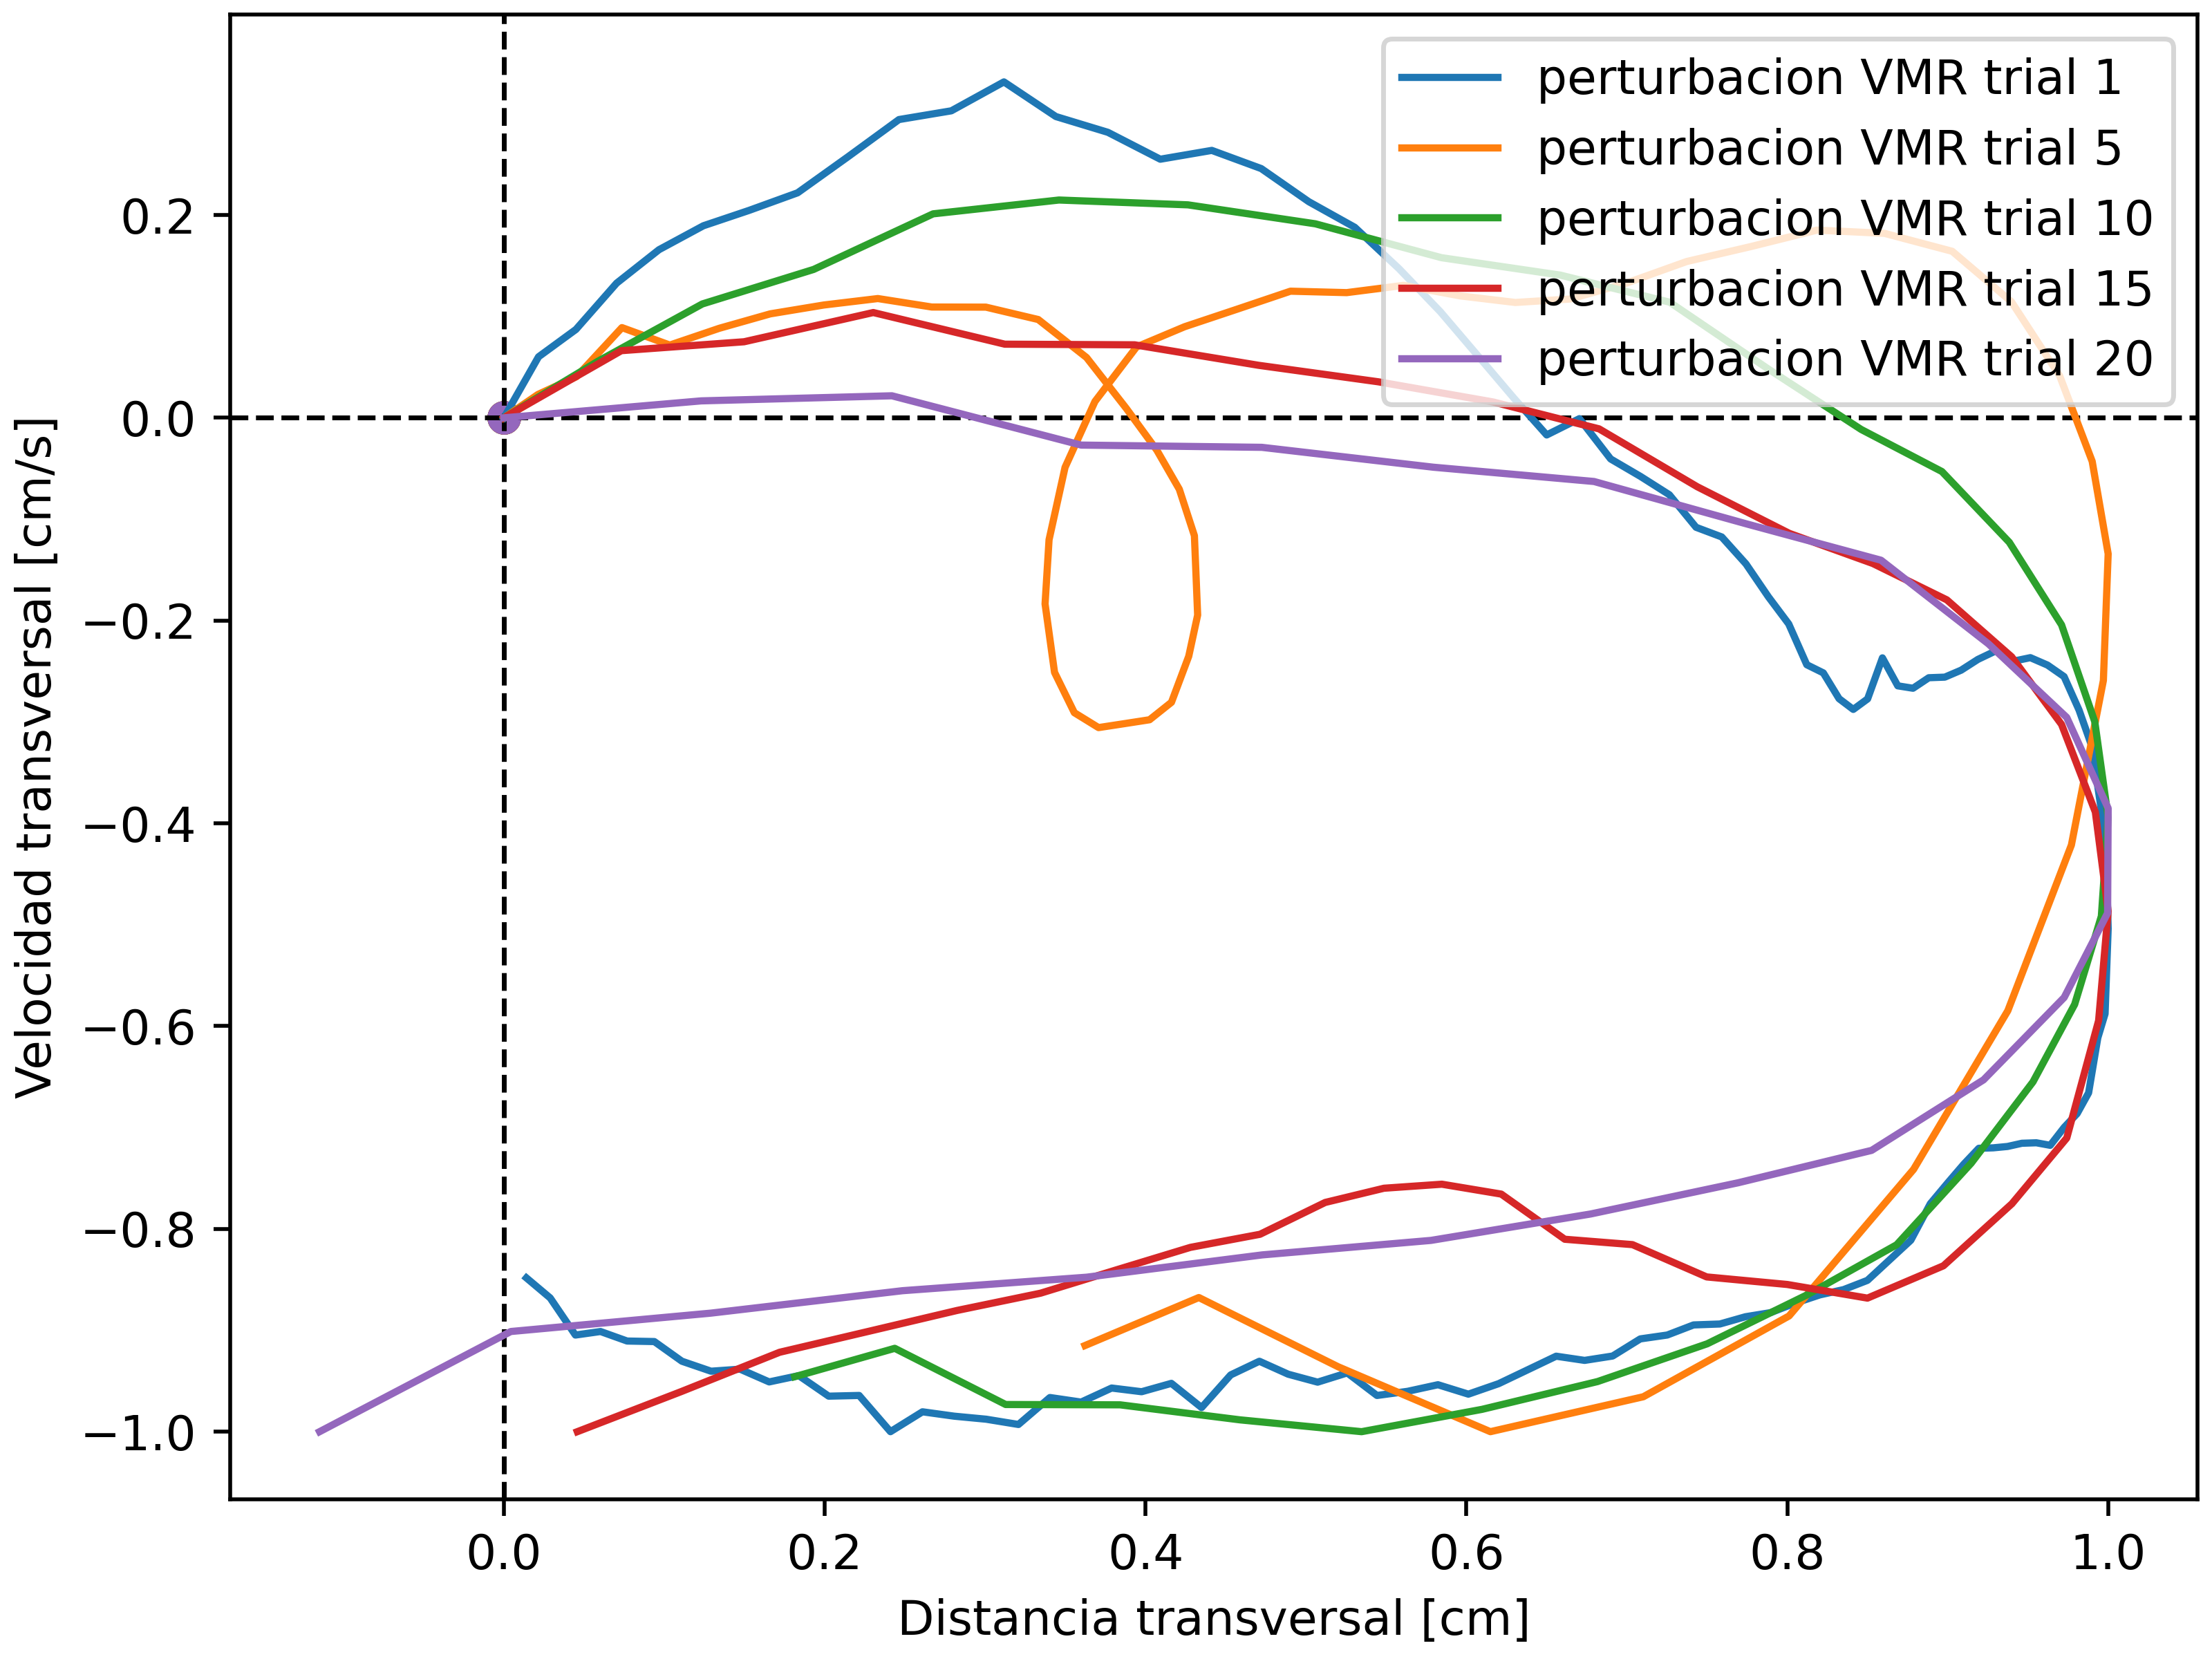 perturbacion VMR trial 1
perturbacion VMR trial 5
perturbacion VMR trial 10
perturbacion VMR trial 15
perturbacion VMR trial 20
Velocidad transversal [cm/s]
0.2
0.0
−0.2
−0.4
−0.6
−0.8
−1.0
0.0 0.2 0.4 0.6 0.8 1.0
Distancia transversal [cm]